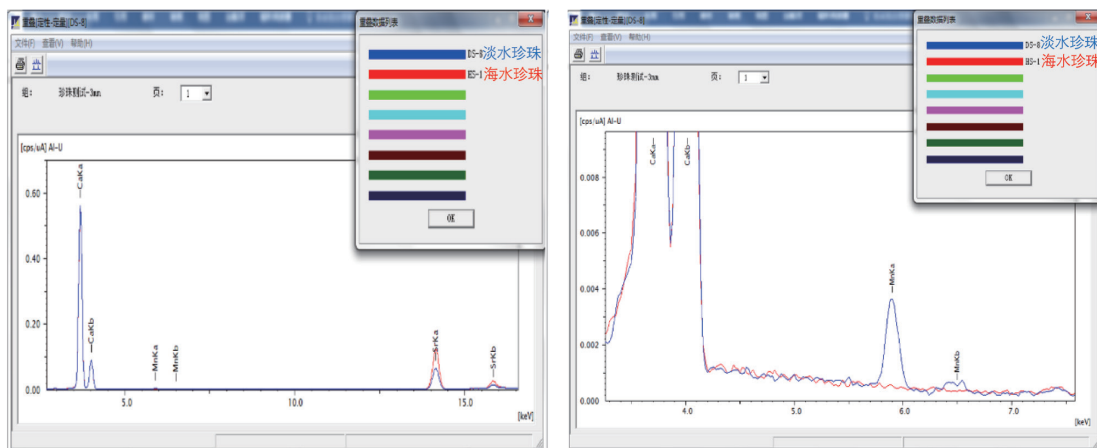 重叠[定性-定量][DS-8]
文件(F) 查看(V) 帮助(H)
组: 珍珠测试-3mm 页: 1
重叠数据列表
DS-8淡水珍珠
HS-1海水珍珠
OK
[cps/uA] Al-U
0.60
0.40
0.20
0.00
CaKa
CaKb
MnKa
MnKb
SrKa
SrKb
5.0 10.0 15.0
[keV]
重叠[定性-定量][DS-8]
文件(F) 查看(V) 帮助(H)
组: 珍珠测试-3mm 页: 1
重叠数据列表
DS-8淡水珍珠
HS-1海水珍珠
OK
[cps/uA] Al-U
0.008
0.006
0.004
0.002
0.000
CaKa
CaKb
MnKa
MnKb
4.0 5.0 6.0 7.0
[keV]